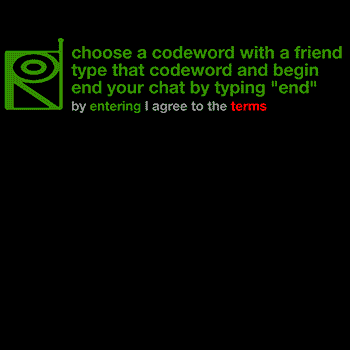 choose a codeword with a friend
type that codeword and begin
end your chat by typing "end"
by entering I agree to the terms